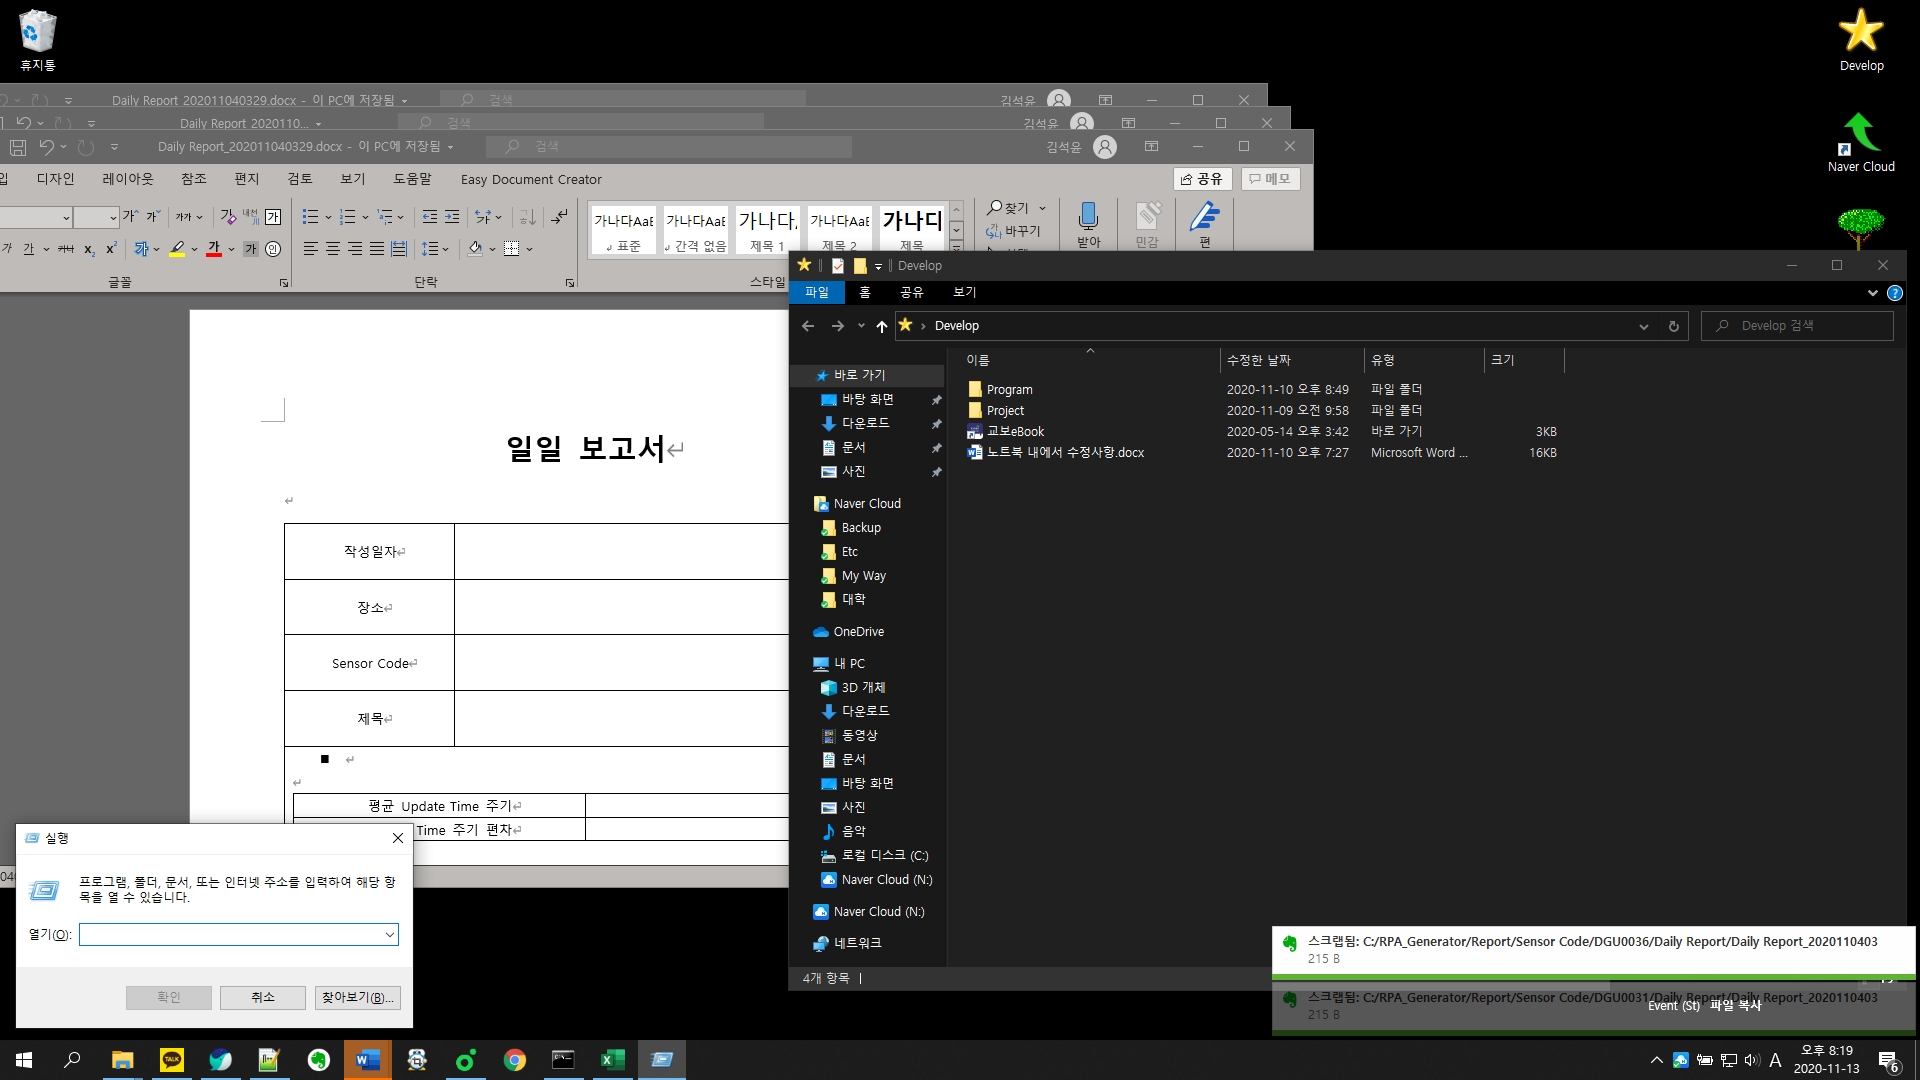 휴지통
Develop
Naver Cloud
Daily Report_202011040329.docx - 이 PC에 저장됨
검색
김석윤
Daily Report_2020110...
검색
김석윤
Daily Report_202011040329.docx - 이 PC에 저장됨
검색
김석윤
입 디자인 레이아웃 참조 편지 검토 보기 도움말 Easy Document Creator
공유 메모
가나다AaB 가나다AaB 가나다 가나다AaB 가나다
표준 간격 없음 제목 1 제목 2 제목
찾기
바꾸기
받아
민감
편
글꼴 단락 스타일
일일 보고서
작성일자
장소
Sensor Code
제목
평균 Update Time 주기
Time 주기 편차
실행
프로그램, 폴더, 문서, 또는 인터넷 주소를 입력하여 해당 항
목을 열 수 있습니다.
열기(O):
확인 취소 찾아보기(B)...
Develop
파일 홈 공유 보기
Develop
Develop 검색
이름 수정한 날짜 유형 크기
Program 2020-11-10 오후 8:49 파일 폴더
Project 2020-11-09 오전 9:58 파일 폴더
교보eBook 2020-05-14 오후 3:42 바로 가기 3KB
노트북 내에서 수정사항.docx 2020-11-10 오후 7:27 Microsoft Word ... 16KB
바로 가기
바탕 화면
다운로드
문서
사진
Naver Cloud
Backup
Etc
My Way
대학
OneDrive
내 PC
3D 개체
다운로드
동영상
문서
바탕 화면
사진
음악
로컬 디스크 (C:)
Naver Cloud (N:)
Naver Cloud (N:)
네트워크
4개 항목
스크랩됨: C:/RPA_Generator/Report/Sensor Code/DGU0036/Daily Report/Daily Report_2020110403
215 B
스크랩됨: C:/RPA_Generator/Report/Sensor Code/DGU0031/Daily Report/Daily Report_2020110403
215 B
Event (St) 파일 복사
TALK
A
오후 8:19
2020-11-13
6